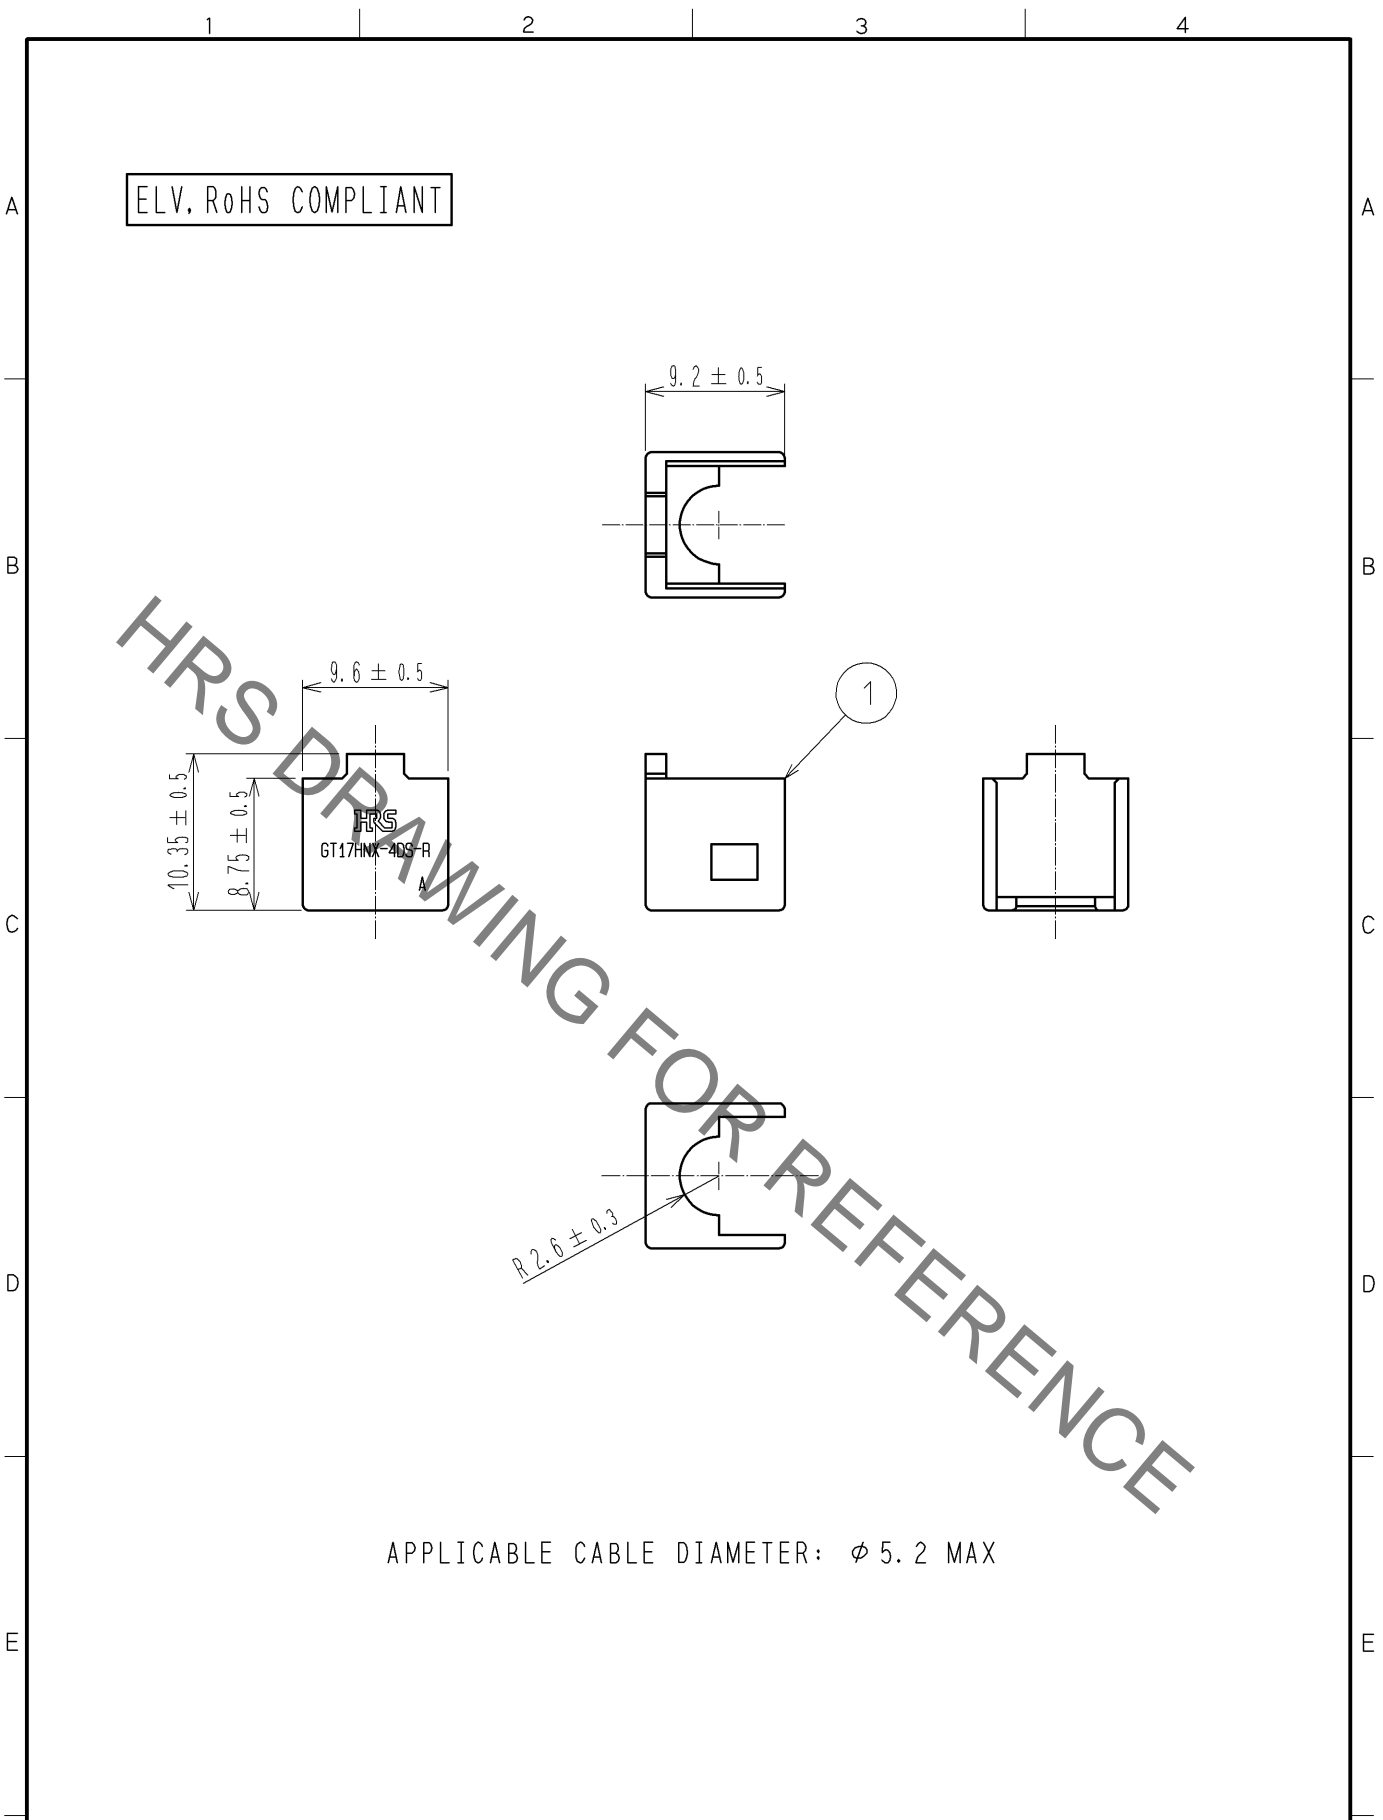 1 2 3 4
A A
ELV, RoHS COMPLIANT
9.2 ± 0.5
B B
9.6 ± 0.5
1
10.35 ± 0.5
8.75 ± 0.5
HRS
GT17HNX-4DS-R
A
C C
HRS DRAWING FOR REFERENCE
R 2.6 ± 0.3
D D
APPLICABLE CABLE DIAMETER: φ 5.2 MAX
E E